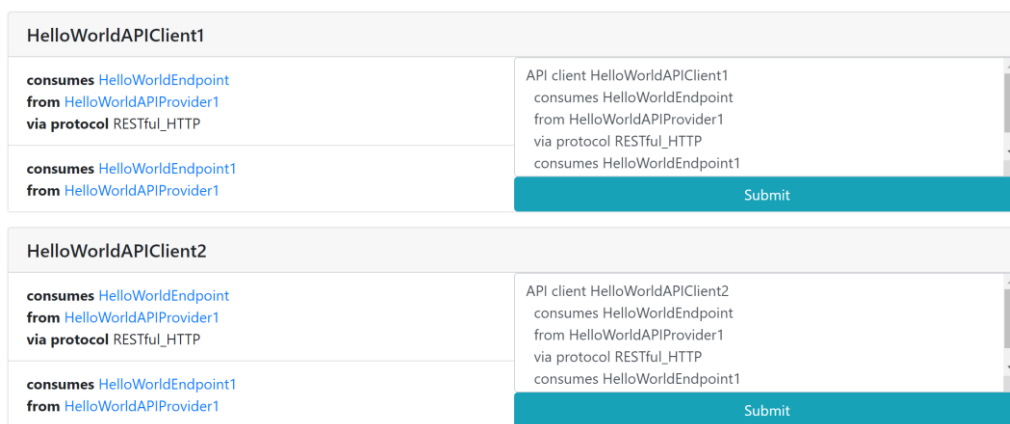 HelloWorldAPIClient1
consumes HelloWorldEndpoint
from HelloWorldAPIProvider1
via protocol RESTful_HTTP
consumes HelloWorldEndpoint1
from HelloWorldAPIProvider1
API client HelloWorldAPIClient1
consumes HelloWorldEndpoint
from HelloWorldAPIProvider1
via protocol RESTful_HTTP
consumes HelloWorldEndpoint1
Submit
HelloWorldAPIClient2
consumes HelloWorldEndpoint
from HelloWorldAPIProvider1
via protocol RESTful_HTTP
consumes HelloWorldEndpoint1
from HelloWorldAPIProvider1
API client HelloWorldAPIClient2
consumes HelloWorldEndpoint
from HelloWorldAPIProvider1
via protocol RESTful_HTTP
consumes HelloWorldEndpoint1
Submit